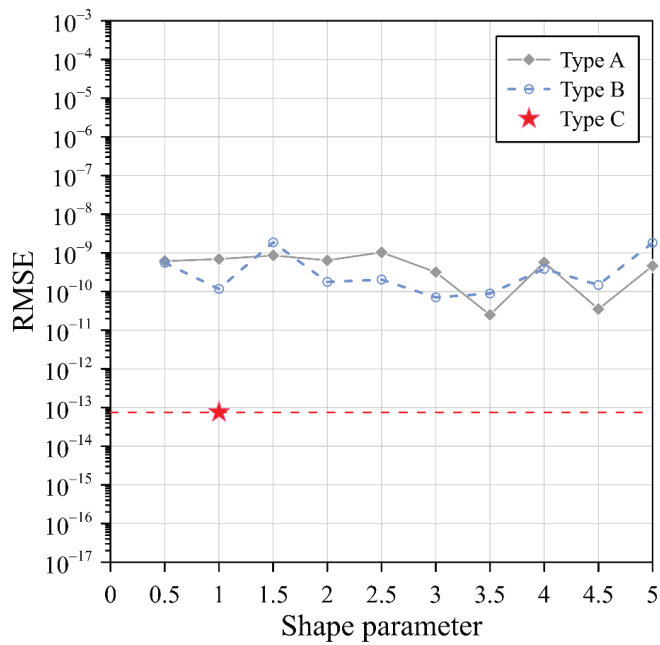 10⁻³
10⁻⁴
10⁻⁵
10⁻⁶
10⁻⁷
10⁻⁸
10⁻⁹
10⁻¹⁰
10⁻¹¹
10⁻¹²
10⁻¹³
10⁻¹⁴
10⁻¹⁵
10⁻¹⁶
10⁻¹⁷
RMSE
Type A
Type B
Type C
0 0.5 1 1.5 2 2.5 3 3.5 4 4.5 5
Shape parameter